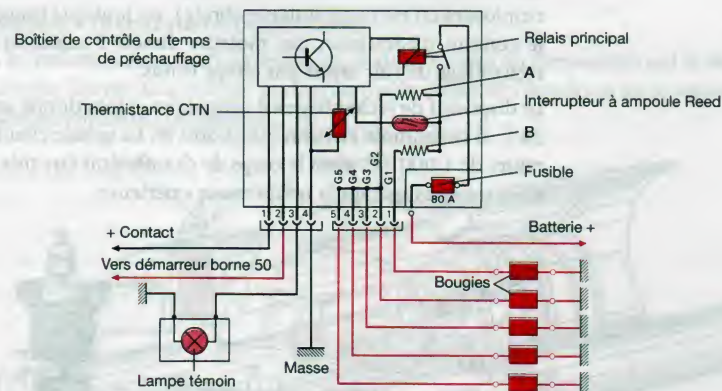 Boîtier de contrôle du temps
de préchauffage
Relais principal
A
Thermistance CTN
Interrupteur à ampoule Reed
B
G5
G4
G3
G2
G1
Fusible
80 A
1
2
3
4
5
4
3
2
1
+ Contact
Batterie +
Vers démarreur borne 50
Bougies
Masse
Lampe témoin